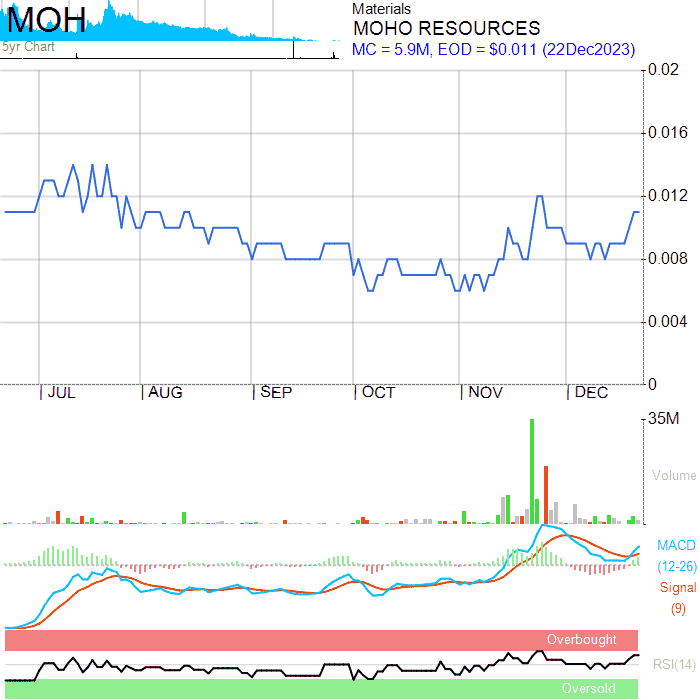 MOH
5yr Chart
Materials
MOHO RESOURCES
MC = 5.9M, EOD = $0.011 (22Dec2023)
0.02
0.016
0.012
0.008
0.004
0
JUL AUG SEP OCT NOV DEC
35M
Volume
MACD
(12-26)
Signal
(9)
Overbought
RSI(14)
Oversold